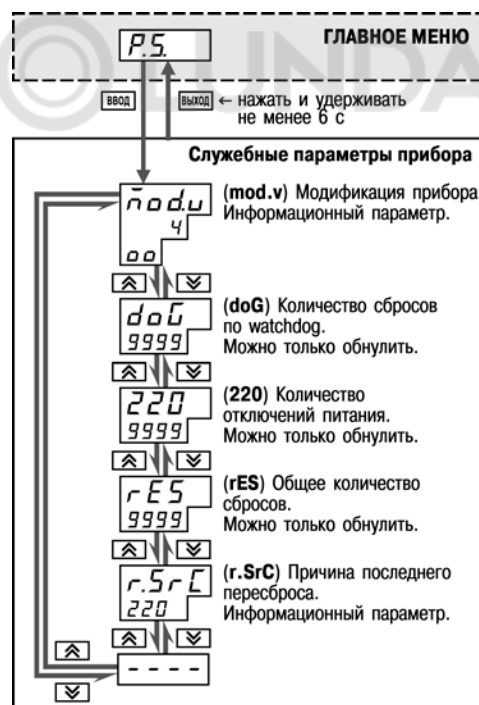 P.S.
ГЛАВНОЕ МЕНЮ
LUNDA
ВВОД
ВЫХОД ← нажать и удерживать
не менее 6 с
Служебные параметры прибора
mod.u
4
oo
(mod.v) Модификация прибора.
Информационный параметр.
doG
9999
(doG) Количество сбросов
по watchdog.
Можно только обнулить.
220
9999
(220) Количество
отключений питания.
Можно только обнулить.
rES
9999
(rES) Общее количество
сбросов.
Можно только обнулить.
r.SrC
220
(r.SrC) Причина последнего
пересброса.
Информационный параметр.
- - - -